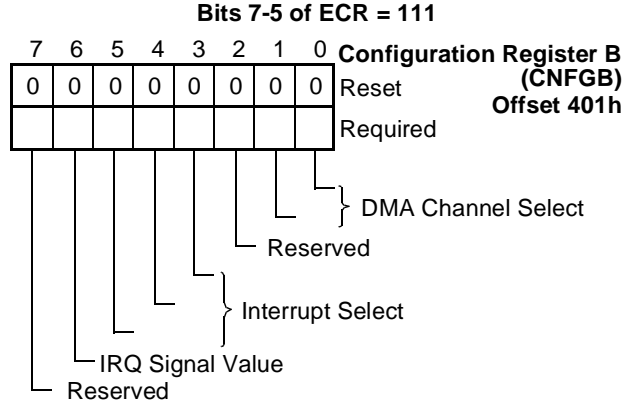 Bits 7-5 of ECR = 111
7 6 5 4 3 2 1 0
Configuration Register B
(CNFGB)
Offset 401h
0 0 0 0 0 0 0 0 Reset
Required
DMA Channel Select
Reserved
Interrupt Select
IRQ Signal Value
Reserved